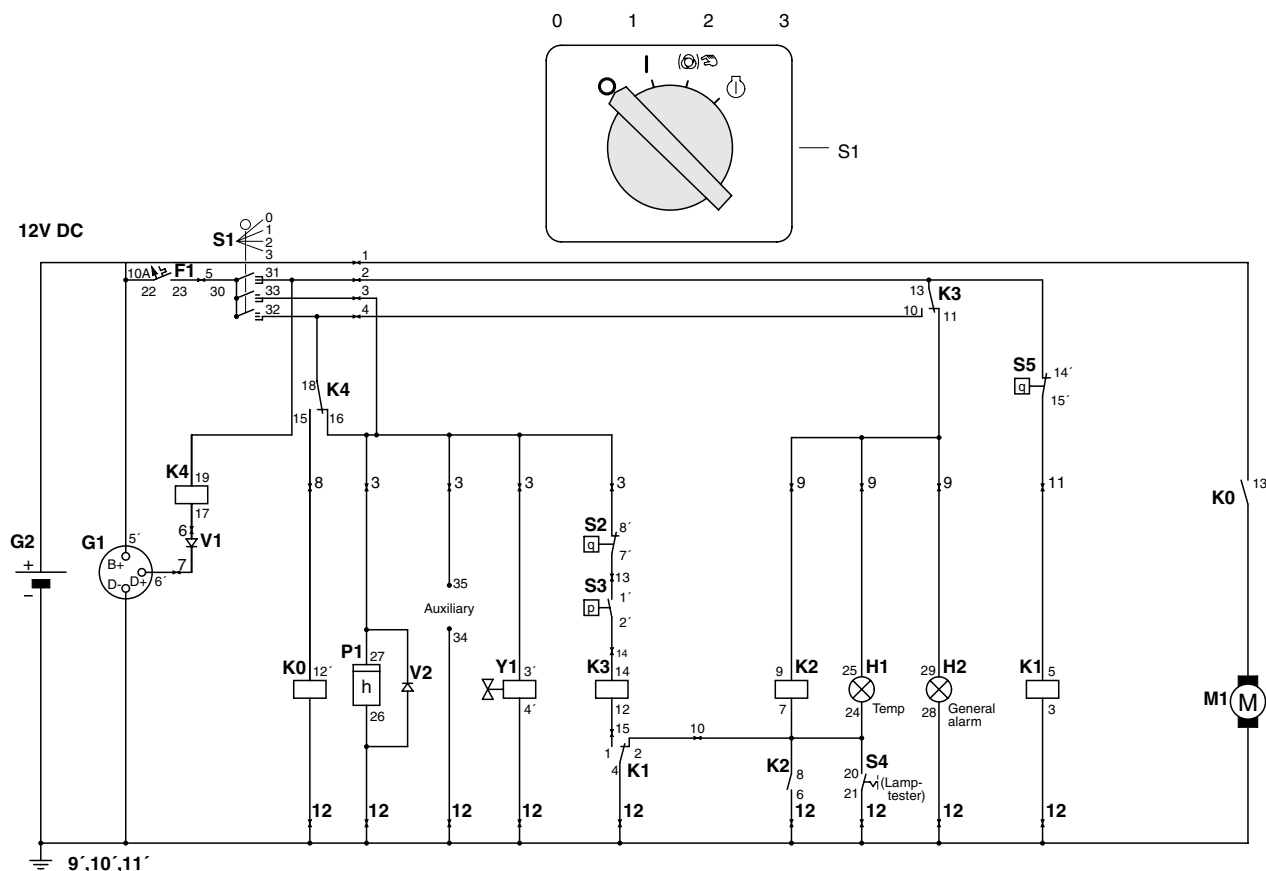 0 1 2 3
S1
12V DC
S1
0
1
2
3
10A F1 5 31 1
22 23 30 33 2
32 3
4
13 K3
10 11
S5 14´
q
15´
18 K4
15 16
K4 19
17
8 3 3 3 3 9 9 9 11
13
K0
6 V1
7
G2 G1 5´
+ B+
D- D+ 6´
–
S2 8´
q
7´
13
S3 1´
p
2´
14
35
Auxiliary
34
K0 12´
P1 27
h
26
V2
Y1 3´
4´
K3 14
12
15
1 2
4 K1
10
9 K2
7
25 H1
24 Temp
29 H2
28 General
alarm
K1 5
3
M1 M
K2 8
6
20 S4
21 (Lamp-
tester)
12 12 12 12 12 12 12 12
9´,10´,11´